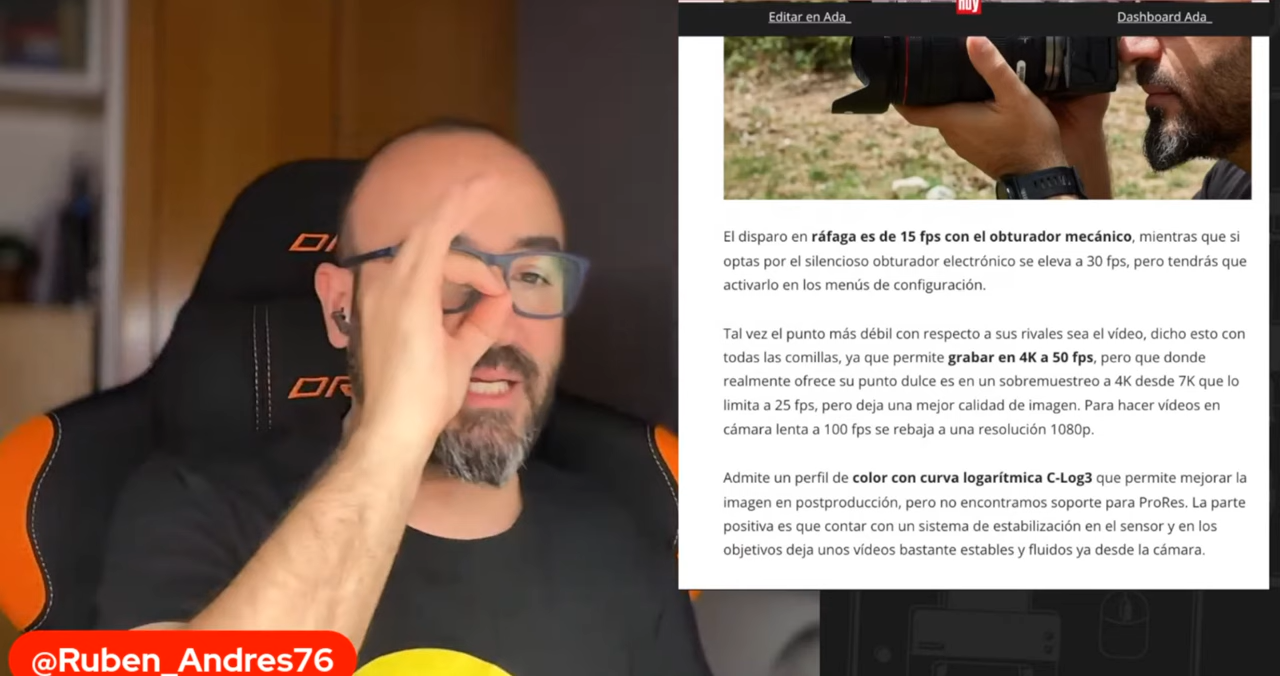 hoy
Editar en Ada_
Dashboard Ada_
El disparo en ráfaga es de 15 fps con el obturador mecánico, mientras que si
optas por el silencioso obturador electrónico se eleva a 30 fps, pero tendrás que
activarlo en los menús de configuración.
Tal vez el punto más débil con respecto a sus rivales sea el vídeo, dicho esto con
todas las comillas, ya que permite grabar en 4K a 50 fps, pero que donde
realmente ofrece su punto dulce es en un sobremuestreo a 4K desde 7K que lo
limita a 25 fps, pero deja una mejor calidad de imagen. Para hacer vídeos en
cámara lenta a 100 fps se rebaja a una resolución 1080p.
Admite un perfil de color con curva logarítmica C-Log3 que permite mejorar la
imagen en postproducción, pero no encontramos soporte para ProRes. La parte
positiva es que contar con un sistema de estabilización en el sensor y en los
objetivos deja unos vídeos bastante estables y fluidos ya desde la cámara.
@Ruben_Andres76